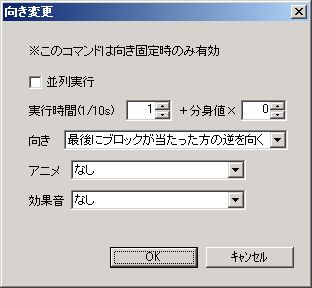 向き変更
※このコマンドは向き固定時のみ有効
並列実行
実行時間(1/10s) 1 +分身値× 0
向き 最後にブロックが当たった方の逆を向く
アニメ なし
効果音 なし
OK キャンセル